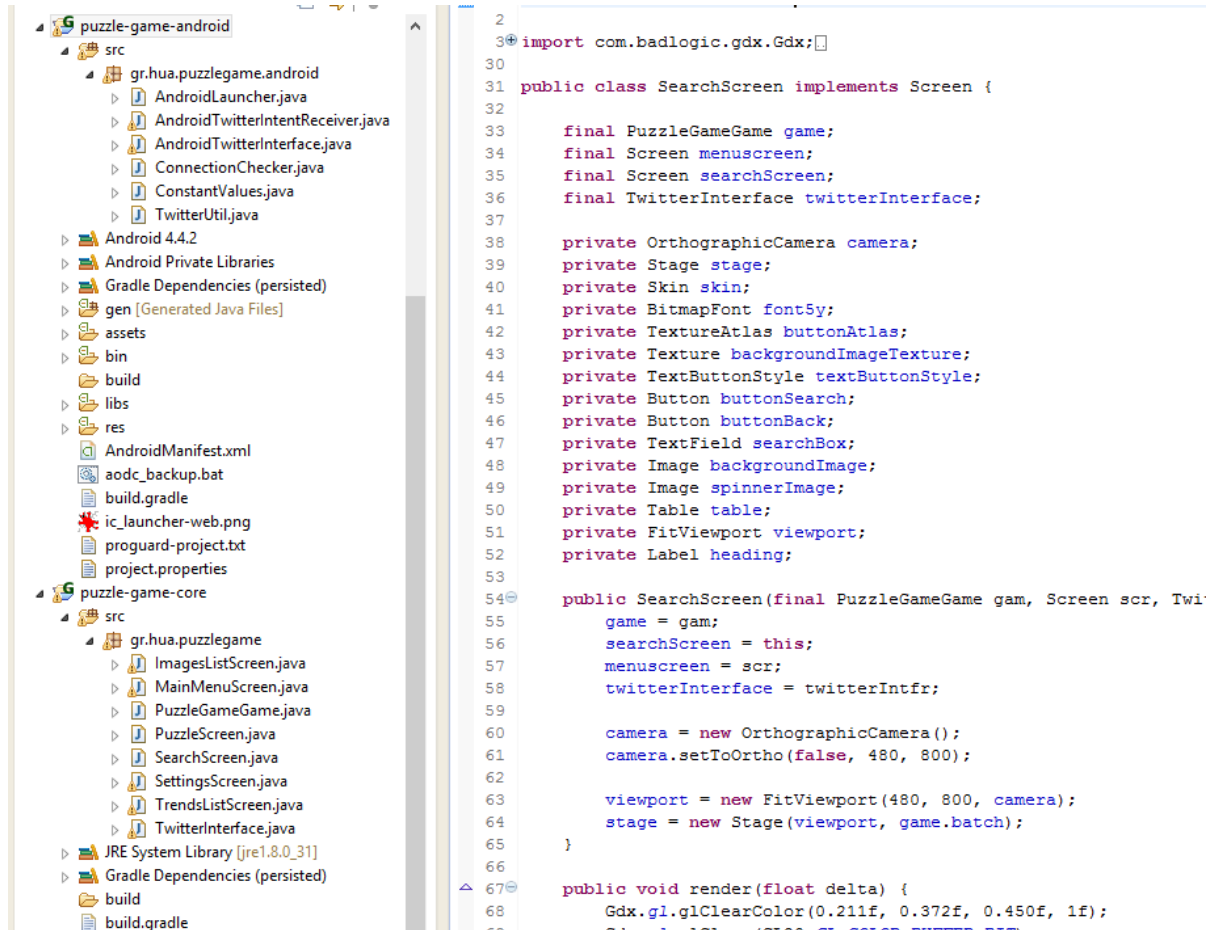 puzzle-game-android
src
gr.hua.puzzlegame.android
AndroidLauncher.java
AndroidTwitterIntentReceiver.java
AndroidTwitterInterface.java
ConnectionChecker.java
ConstantValues.java
TwitterUtil.java
Android 4.4.2
Android Private Libraries
Gradle Dependencies (persisted)
gen [Generated Java Files]
assets
bin
build
libs
res
AndroidManifest.xml
aodc_backup.bat
build.gradle
ic_launcher-web.png
proguard-project.txt
project.properties
puzzle-game-core
src
gr.hua.puzzlegame
ImagesListScreen.java
MainMenuScreen.java
PuzzleGameGame.java
PuzzleScreen.java
SearchScreen.java
SettingsScreen.java
TrendsListScreen.java
TwitterInterface.java
JRE System Library [jre1.8.0_31]
Gradle Dependencies (persisted)
build
build.gradle
2
3 import com.badlogic.gdx.Gdx;
30
31 public class SearchScreen implements Screen {
32
33 final PuzzleGameGame game;
34 final Screen menuscreen;
35 final Screen searchScreen;
36 final TwitterInterface twitterInterface;
37
38 private OrthographicCamera camera;
39 private Stage stage;
40 private Skin skin;
41 private BitmapFont font5y;
42 private TextureAtlas buttonAtlas;
43 private Texture backgroundImageTexture;
44 private TextButtonStyle textButtonStyle;
45 private Button buttonSearch;
46 private Button buttonBack;
47 private TextField searchBox;
48 private Image backgroundImage;
49 private Image spinnerImage;
50 private Table table;
51 private FitViewport viewport;
52 private Label heading;
53
54 public SearchScreen(final PuzzleGameGame gam, Screen scr, Twi
55 game = gam;
56 searchScreen = this;
57 menuscreen = scr;
58 twitterInterface = twitterIntfr;
59
60 camera = new OrthographicCamera();
61 camera.setToOrtho(false, 480, 800);
62
63 viewport = new FitViewport(480, 800, camera);
64 stage = new Stage(viewport, game.batch);
65 }
66
67 public void render(float delta) {
68 Gdx.gl.glClearColor(0.211f, 0.372f, 0.450f, 1f);